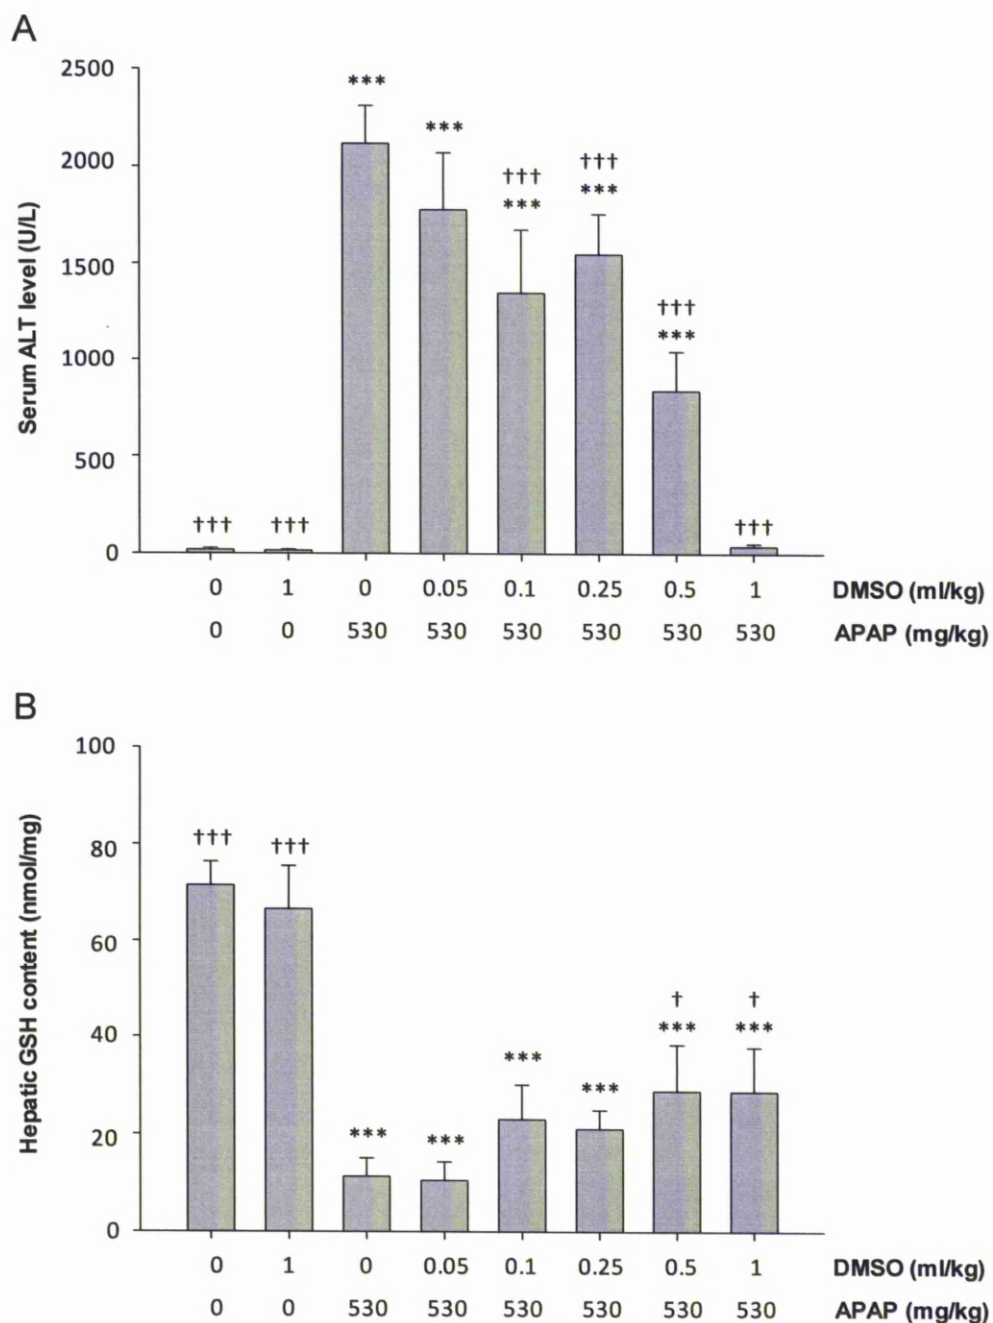 A
2500
***
***
2000
†††
***
†††
***
1500
†††
***
1000
500
††† ††† †††
0
0 1 0 0.05 0.1 0.25 0.5 1 DMSO (ml/kg)
0 0 530 530 530 530 530 530 APAP (mg/kg)
Serum ALT level (U/L)
B
100
80
††† †††
60
40
† †
*** *** ***
***
20
*** ***
0
0 1 0 0.05 0.1 0.25 0.5 1 DMSO (ml/kg)
0 0 530 530 530 530 530 530 APAP (mg/kg)
Hepatic GSH content (nmol/mg)